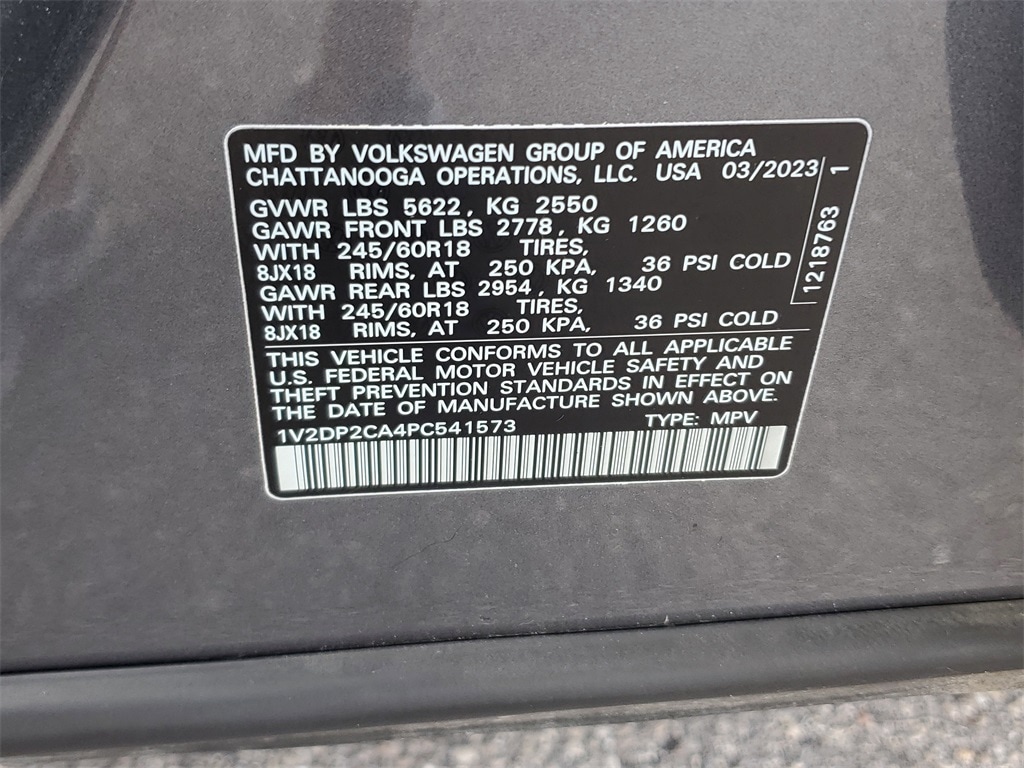 MFD BY VOLKSWAGEN GROUP OF AMERICA
CHATTANOOGA OPERATIONS, LLC. USA 03/2023
GVWR LBS 5622, KG 2550
GAWR FRONT LBS 2778, KG 1260
WITH 245/60R18 TIRES,
8JX18 RIMS, AT 250 KPA, 36 PSI COLD
GAWR REAR LBS 2954, KG 1340
WITH 245/60R18 TIRES,
8JX18 RIMS, AT 250 KPA, 36 PSI COLD
1218763 1
THIS VEHICLE CONFORMS TO ALL APPLICABLE
U.S. FEDERAL MOTOR VEHICLE SAFETY AND
THEFT PREVENTION STANDARDS IN EFFECT ON
THE DATE OF MANUFACTURE SHOWN ABOVE.
1V2DP2CA4PC541573 TYPE: MPV